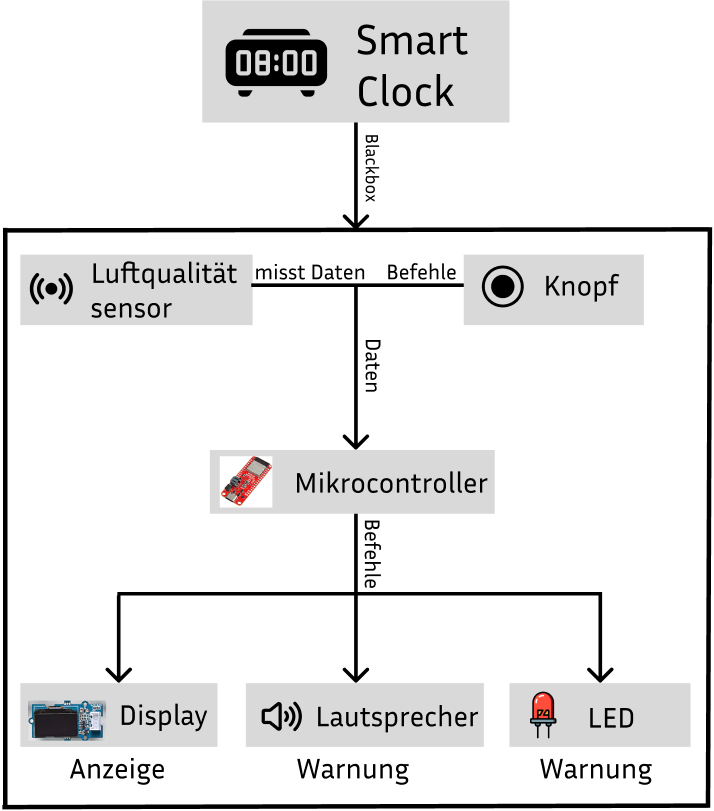 08:00
Smart
Clock
Blackbox
Luftqualität
sensor
misst Daten
Befehle
Knopf
Daten
Mikrocontroller
Befehle
Display
Lautsprecher
LED
Anzeige
Warnung
Warnung